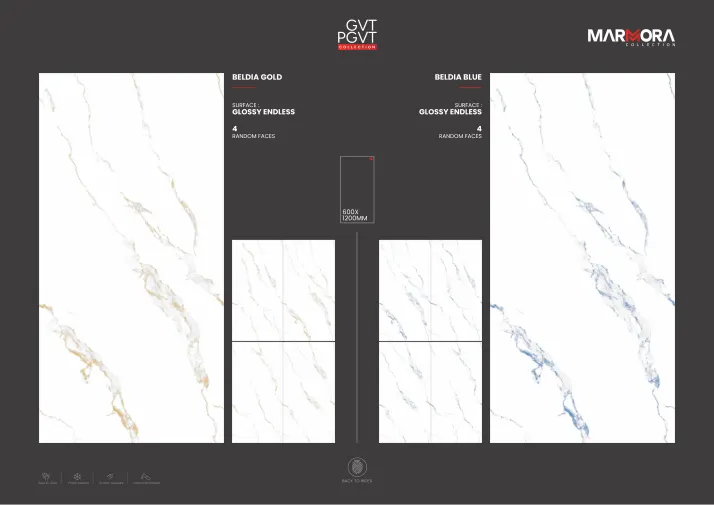 GVT
PGVT
COLLECTION
MARMORA
COLLECTION
BELDIA GOLD
SURFACE :
GLOSSY ENDLESS
4
RANDOM FACES
BELDIA BLUE
SURFACE :
GLOSSY ENDLESS
4
RANDOM FACES
600X
1200MM
BACK TO INDEX